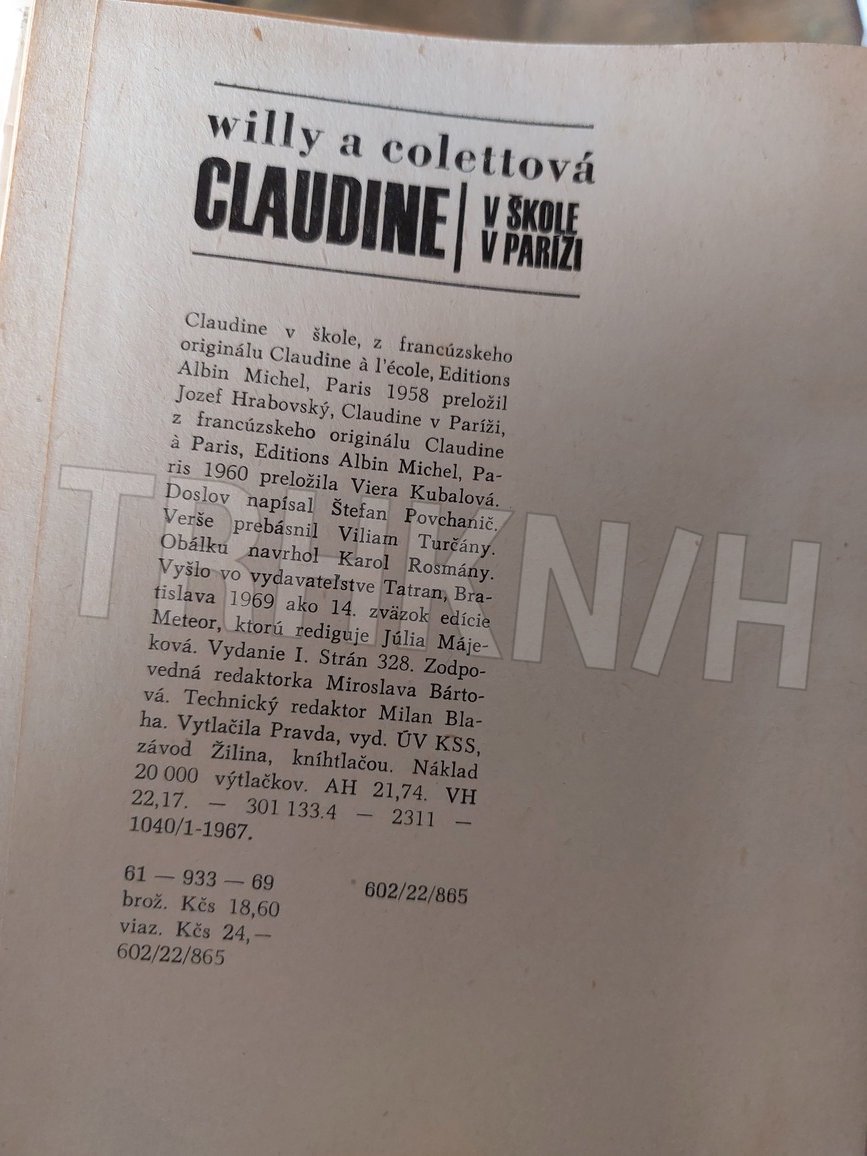 willy a colettová
CLAUDINE
V ŠKOLE
V PARÍŽI
Claudine v škole, z francúzskeho
originálu Claudine à l'école, Editions
Albin Michel, Paris 1958 preložil
Jozef Hrabovský, Claudine v Paríži,
z francúzskeho originálu Claudine
à Paris, Editions Albin Michel, Pa-
ris 1960 preložila Viera Kubalová.
Doslov napísal Štefan Povchanič.
Verše prebásnil Viliam Turčány.
Obálku navrhol Karol Rosmány.
Vyšlo vo vydavateľstve Tatran, Bra-
tislava 1969 ako 14. zväzok edície
Meteor, ktorú rediguje Júlia Máje-
ková. Vydanie I. Strán 328. Zodpo-
vedná redaktorka Miroslava Bárto-
vá. Technický redaktor Milan Bla-
ha. Vytlačila Pravda, vyd. ÚV KSS,
závod Žilina, kníhtlačou. Náklad
20 000 výtlačkov. AH 21,74. VH
22,17. — 301 133.4 — 2311 —
1040/1-1967.
61 — 933 — 69
602/22/865
brož. Kčs 18,60
viaz. Kčs 24,—
602/22/865
TRHKN/H